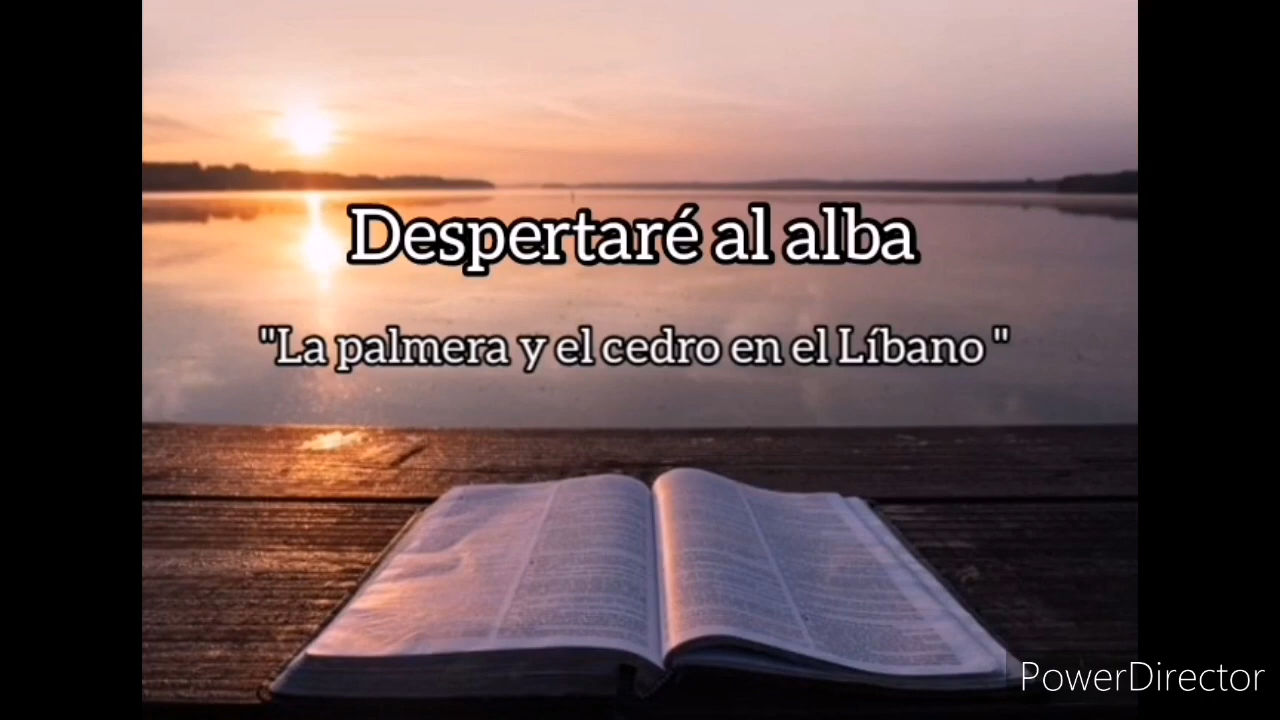 Despertaré al alba
"La palmera y el cedro en el Líbano "
PowerDirector